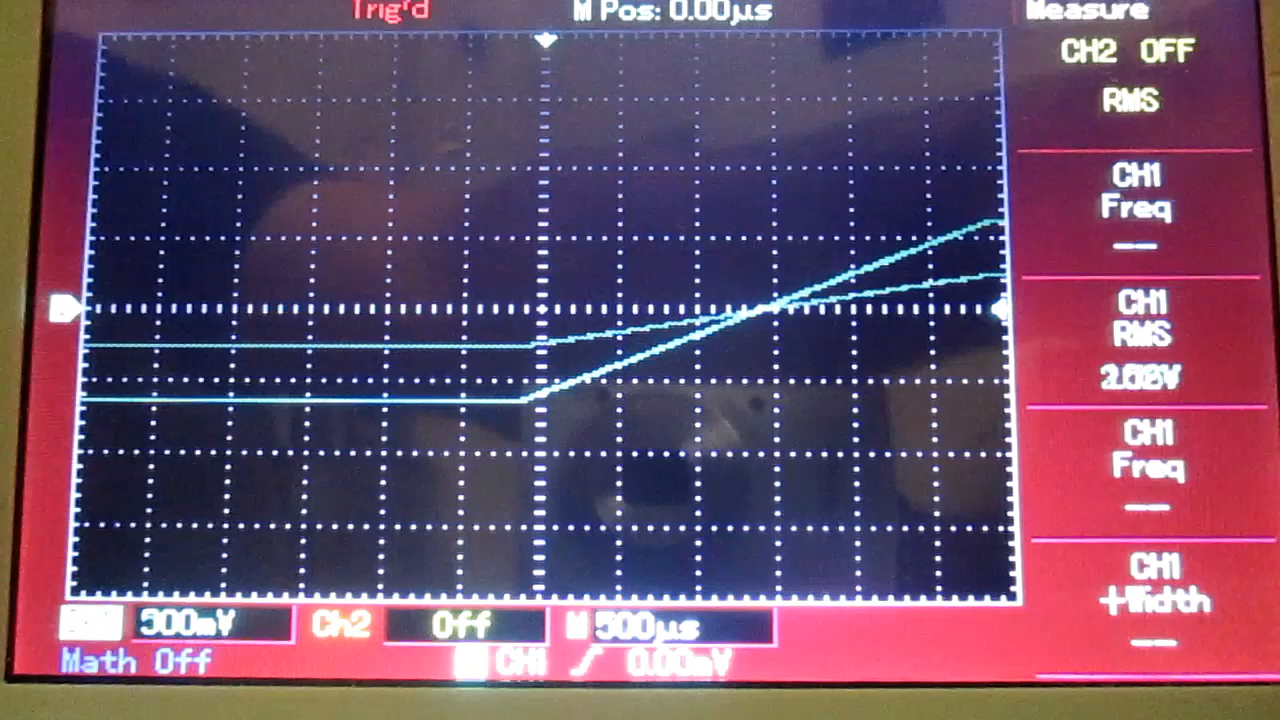 Trig'd M Pos: 0.00µs Measure
CH2 OFF
RMS
CH1
Freq
--
CH1
RMS
CH1
Freq
--
CH1
+Width
--
500mV Ch2 Off M 500µs
Math Off CH1 0.00mV